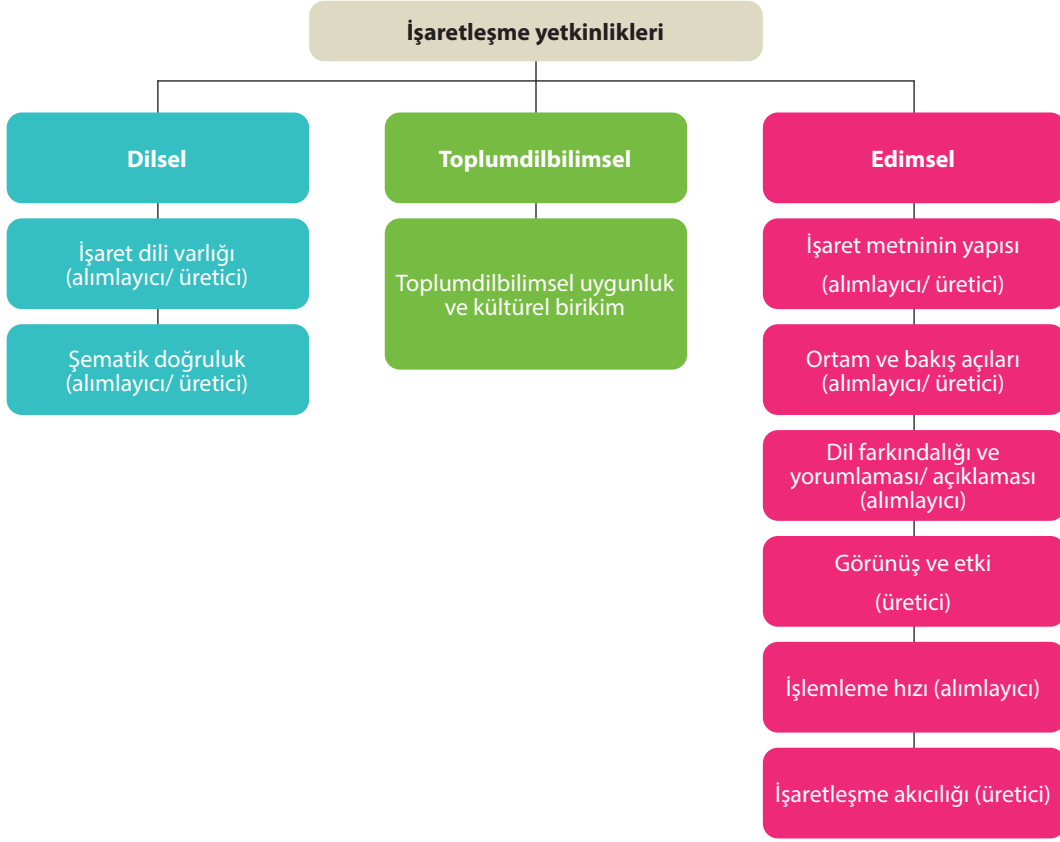 İşaretleşme yetkinlikleri
Dilsel
İşaret dili varlığı
(alımlayıcı/ üretici)
Şematik doğruluk
(alımlayıcı/ üretici)
Toplumdilbilimsel
Toplumdilbilimsel uygunluk
ve kültürel birikim
Edimsel
İşaret metninin yapısı
(alımlayıcı/ üretici)
Ortam ve bakış açıları
(alımlayıcı/ üretici)
Dil farkındalığı ve
yorumlaması/ açıklaması
(alımlayıcı)
Görünüş ve etki
(üretici)
İşlemleme hızı (alımlayıcı)
İşaretleşme akıcılığı (üretici)